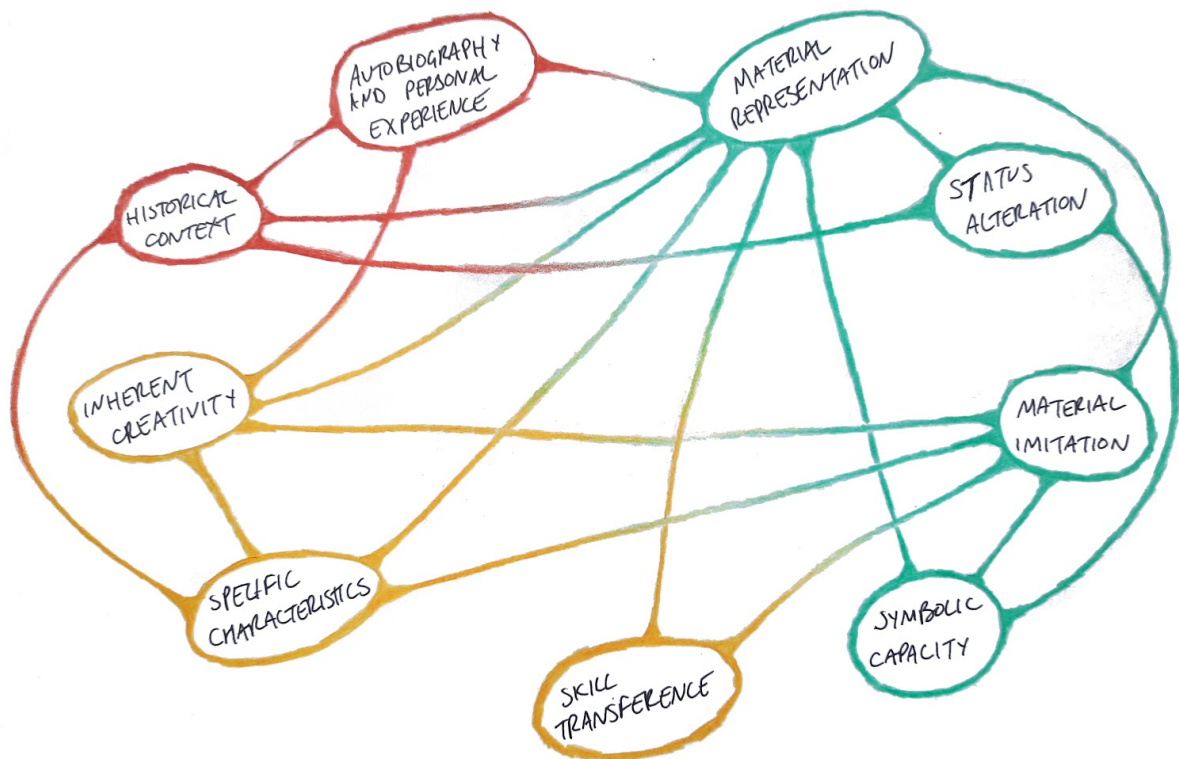 AUTOBIOGRAPHY
AND PERSONAL
EXPERIENCE
MATERIAL
REPRESENTATION
HISTORICAL
CONTEXT
STATUS
ALTERATION
INHERENT
CREATIVITY
MATERIAL
IMITATION
SPECIFIC
CHARACTERISTICS
SYMBOLIC
CAPACITY
SKILL
TRANSFERENCE